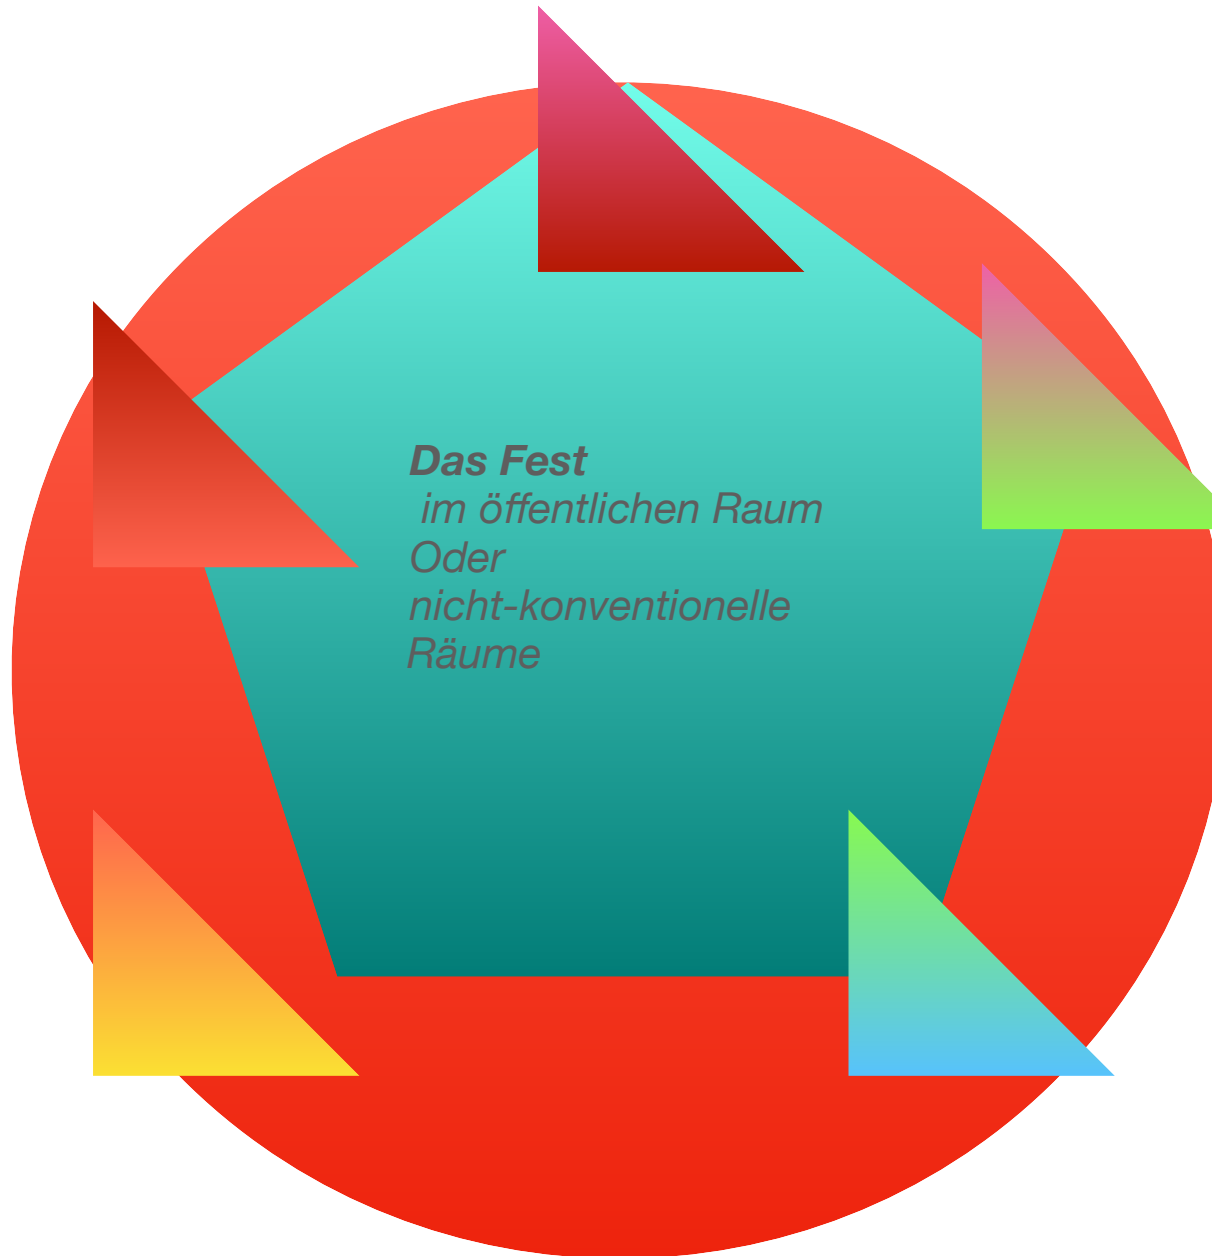 Das Fest
im öffentlichen Raum
Oder
nicht-konventionelle
Räume